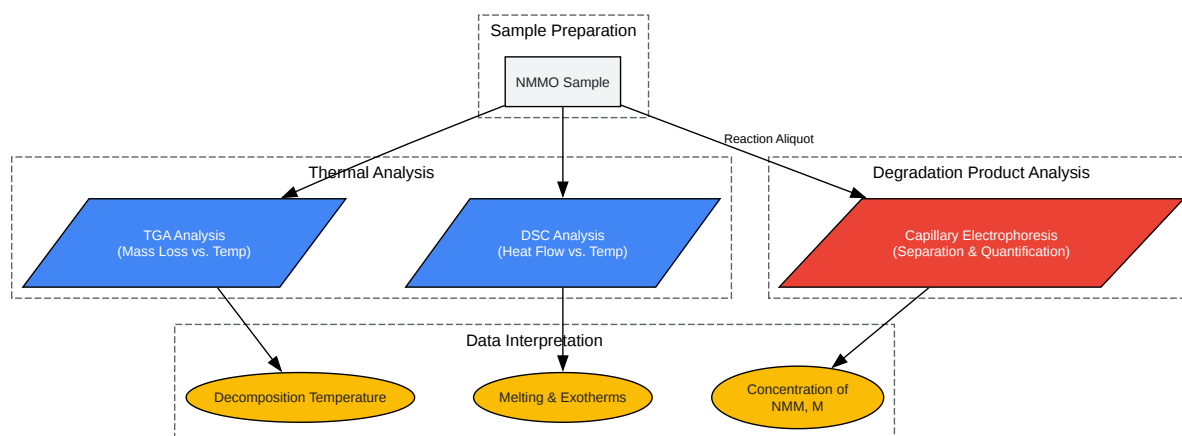 Sample Preparation
NMMO Sample
Reaction Aliquot
Thermal Analysis
Degradation Product Analysis
TGA Analysis
(Mass Loss vs. Temp)
DSC Analysis
(Heat Flow vs. Temp)
Capillary Electrophoresis
(Separation & Quantification)
Data Interpretation
Decomposition Temperature
Melting & Exotherms
Concentration of
NMM, M